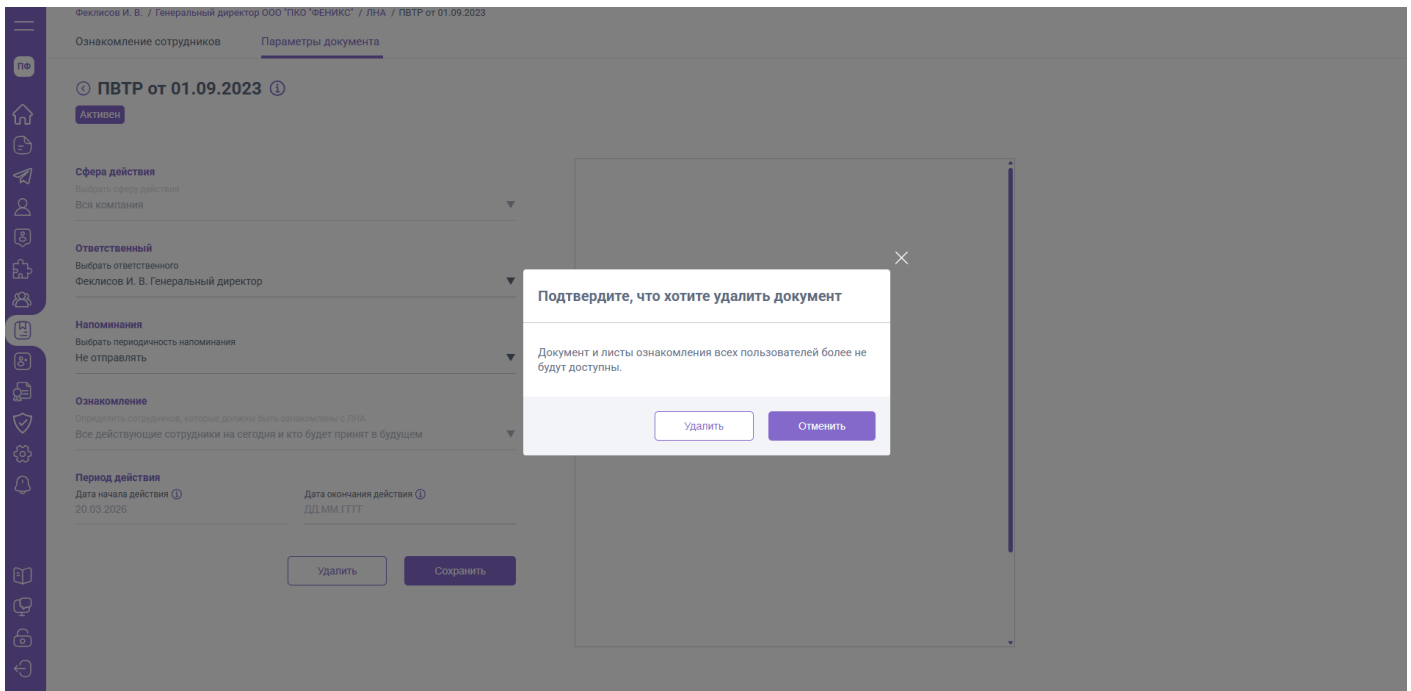 Феклисов И. В. / Генеральный директор ООО "ПКО "ФЕНИКС" / ЛНА / ПВТР от 01.09.2023
Ознакомление сотрудников Параметры документа
ПФ
ПВТР от 01.09.2023
Активен
Сфера действия
Выбрать сферу действия
Вся компания
Ответственный
Выбрать ответственного
Феклисов И. В. Генеральный директор
Напоминания
Выбрать периодичность напоминания
Не отправлять
Ознакомление
Определить сотрудников, которые должны быть ознакомлены с ЛНА
Все действующие сотрудники на сегодня и кто будет принят в будущем
Период действия
Дата начала действия Дата окончания действия
20.03.2026 ДД.ММ.ГГГГ
Удалить Сохранить
Подтвердите, что хотите удалить документ
Документ и листы ознакомления всех пользователей более не
будут доступны.
Удалить Отменить